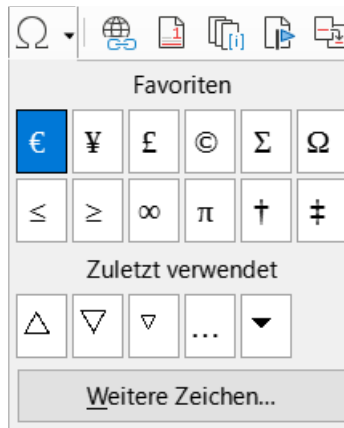 Ω
Favoriten
€ ¥ £ © Σ Ω
≤ ≥ ∞ π † ‡
Zuletzt verwendet
△ ▽ ▿ … ▾
Weitere Zeichen...